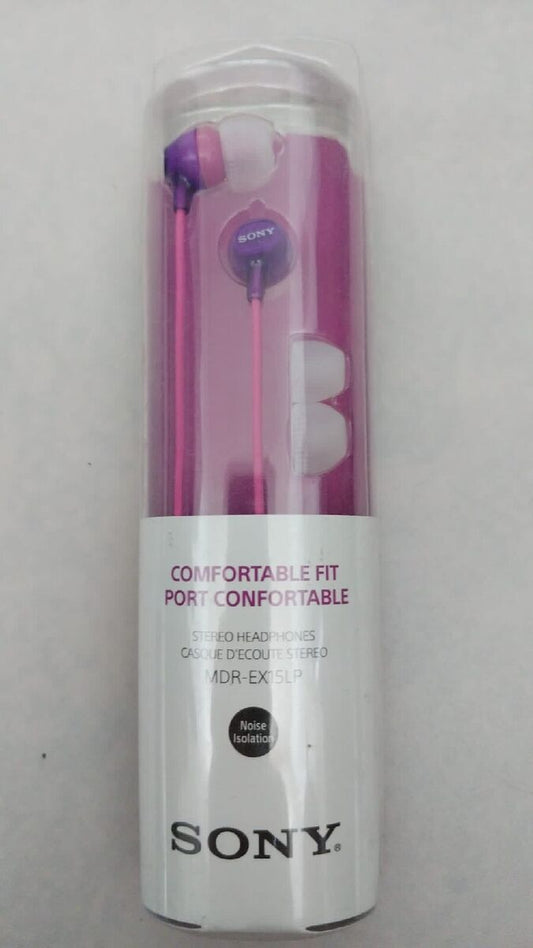 SONY
COMFORTABLE FIT
PORT CONFORTABLE
STEREO HEADPHONES
CASQUE D'ECOUTE STEREO
MDR-EX15LP
Noise
Isolation
SONY®